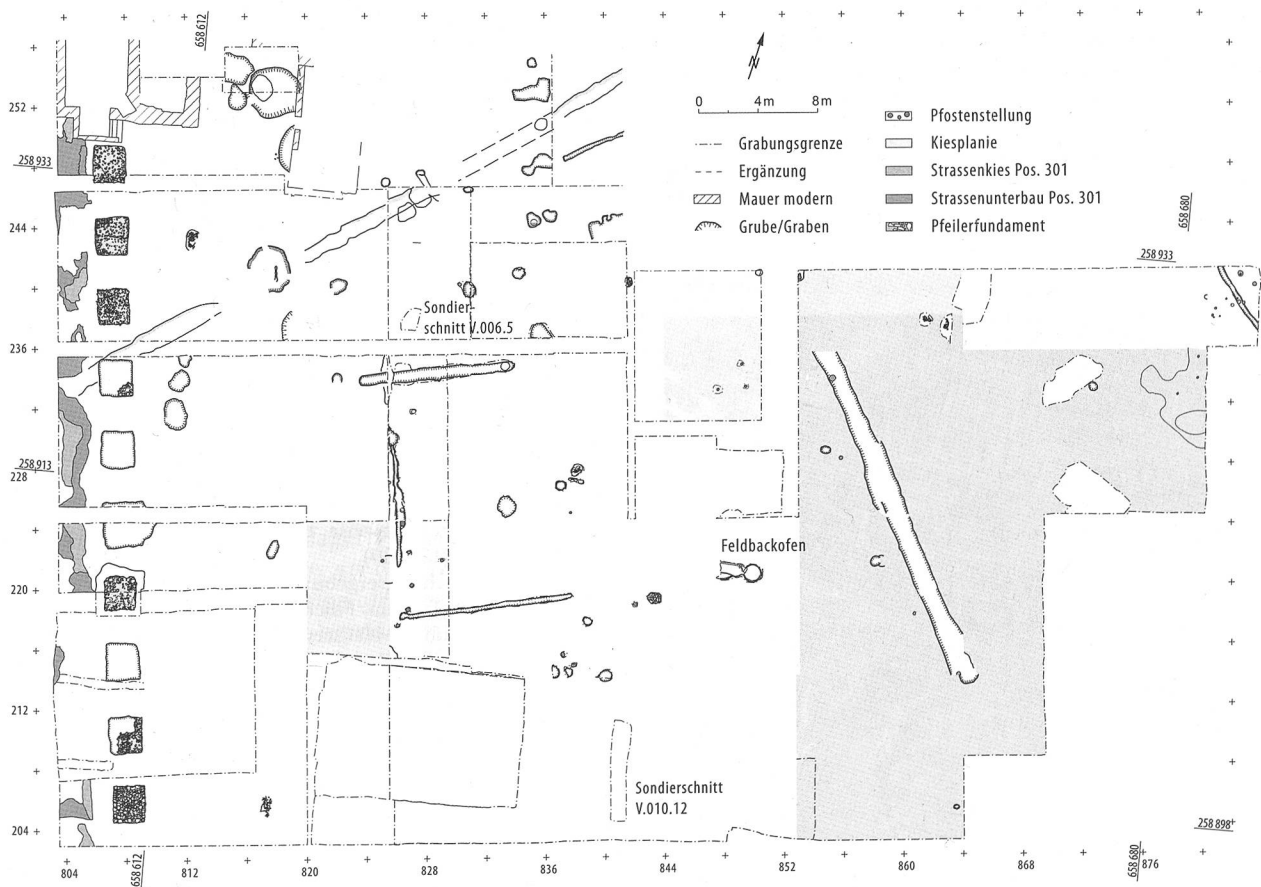 658 612
N
252
0 4m 8m
Grabungsgrenze
Ergänzung
Mauer modern
Grube/Graben
Pfostenstellung
Kiesplanie
Strassenkies Pos. 301
Strassenunterbau Pos. 301
Pfeilerfundament
258 933
658 680
244
258 933
Sondier-
schnitt V.006.5
236
258 913
228
Feldbackofen
220
212
Sondierschnitt
V.010.12
204
258 898
804 812 820 828 836 844 852 860 868 876
658 612
658 680